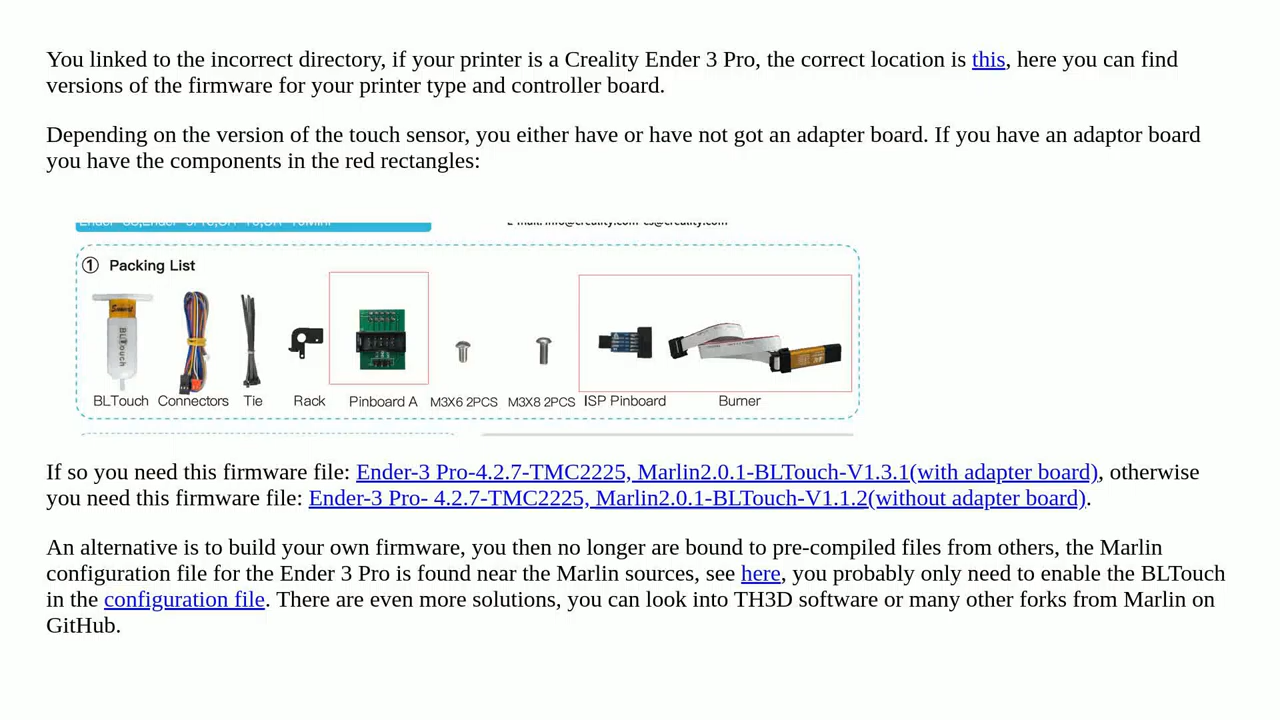 You linked to the incorrect directory, if your printer is a Creality Ender 3 Pro, the correct location is this, here you can find
versions of the firmware for your printer type and controller board.
Depending on the version of the touch sensor, you either have or have not got an adapter board. If you have an adaptor board
you have the components in the red rectangles:
① Packing List
BLTouch
BLTouch Connectors Tie Rack Pinboard A M3X6 2PCS M3X8 2PCS ISP Pinboard Burner
If so you need this firmware file: Ender-3 Pro-4.2.7-TMC2225, Marlin2.0.1-BLTouch-V1.3.1(with adapter board), otherwise
you need this firmware file: Ender-3 Pro- 4.2.7-TMC2225, Marlin2.0.1-BLTouch-V1.1.2(without adapter board).
An alternative is to build your own firmware, you then no longer are bound to pre-compiled files from others, the Marlin
configuration file for the Ender 3 Pro is found near the Marlin sources, see here, you probably only need to enable the BLTouch
in the configuration file. There are even more solutions, you can look into TH3D software or many other forks from Marlin on
GitHub.